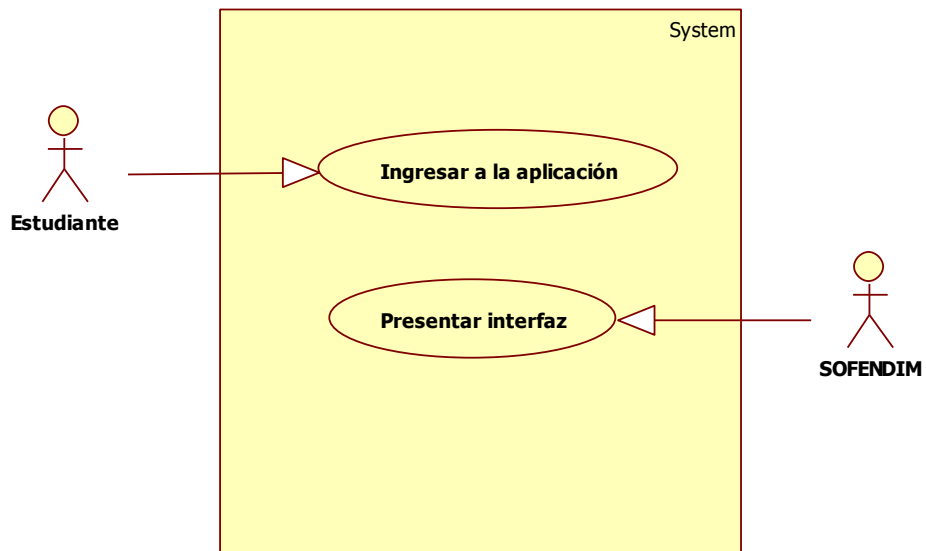 System
Ingresar a la aplicación
Estudiante
Presentar interfaz
SOFENDIM